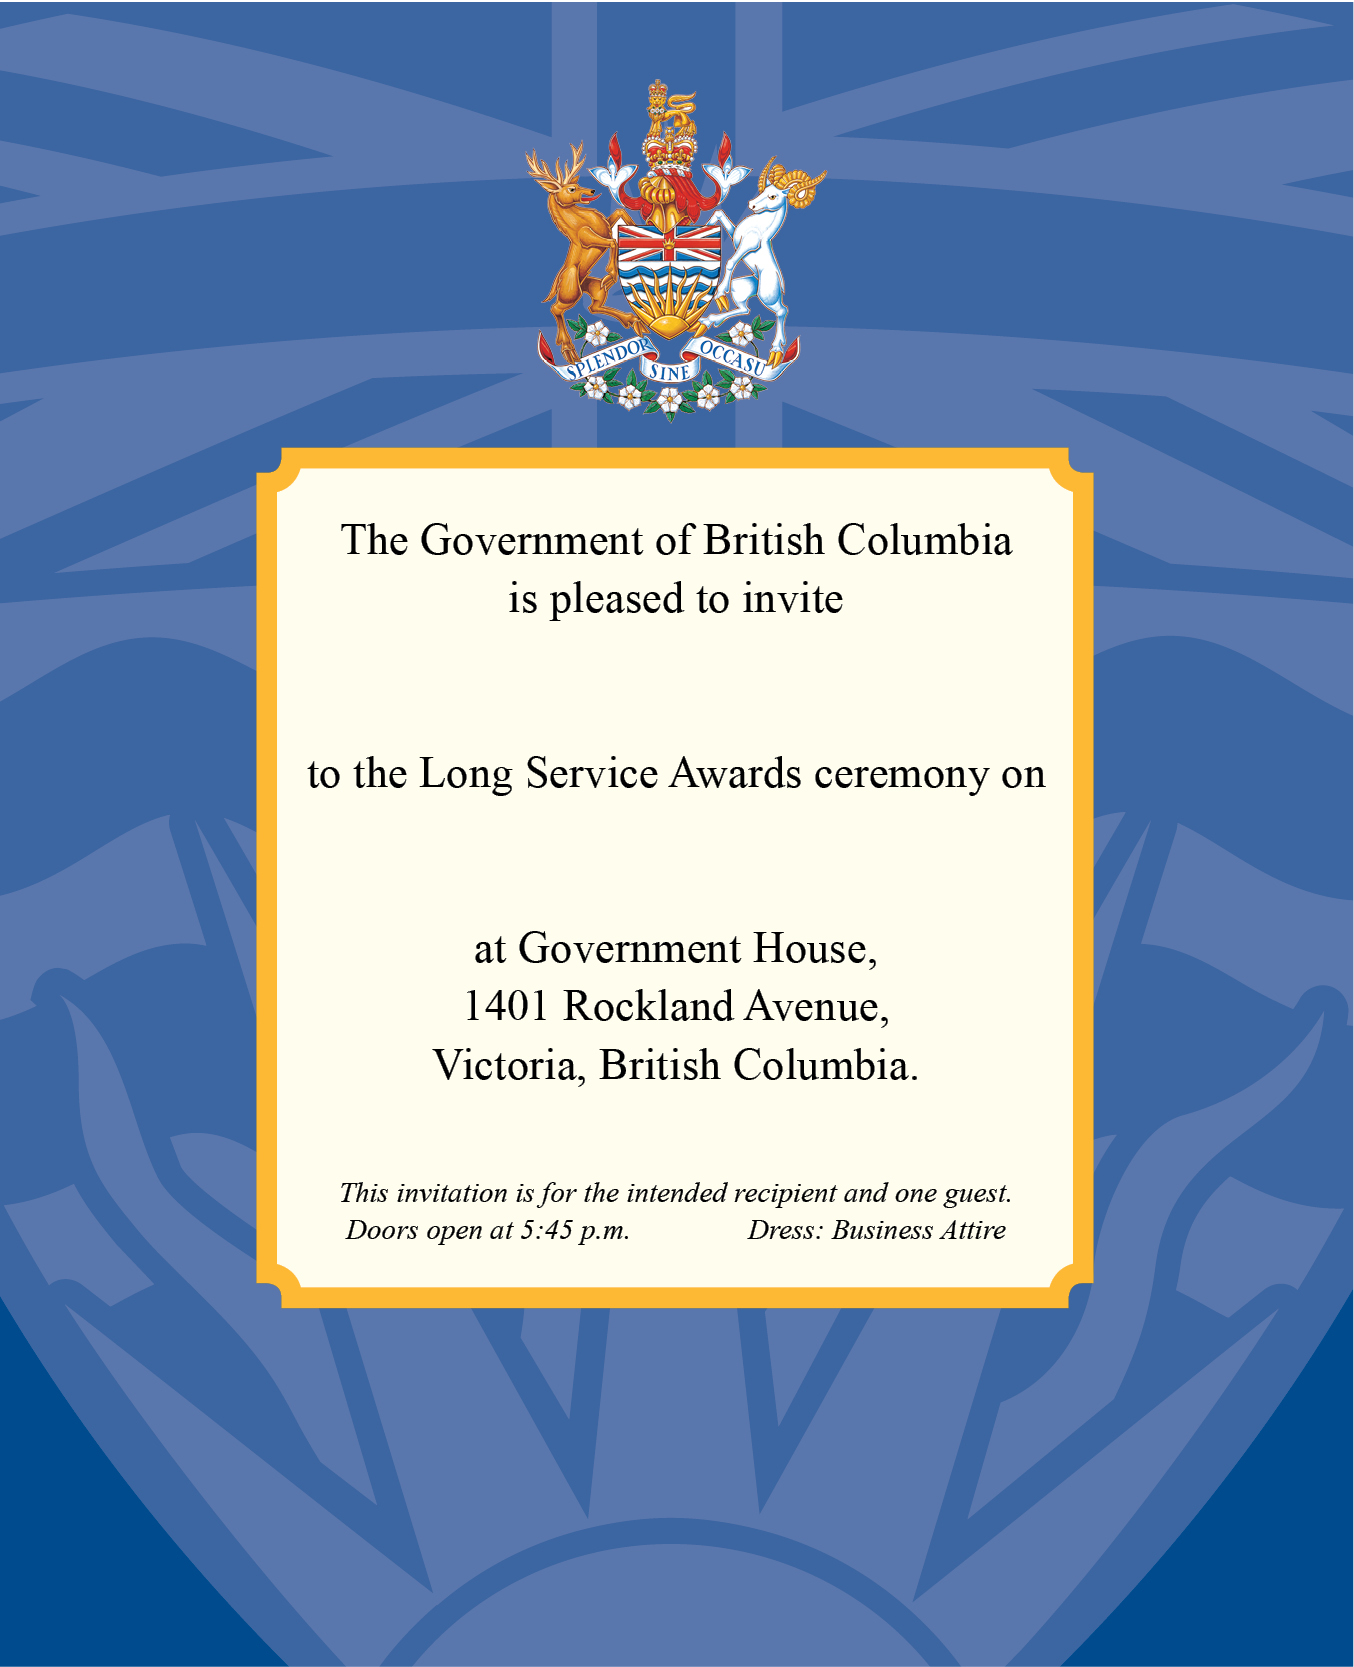 SPLENDOR SINE OCCASU
The Government of British Columbia
is pleased to invite
to the Long Service Awards ceremony on
at Government House,
1401 Rockland Avenue,
Victoria, British Columbia.
This invitation is for the intended recipient and one guest.
Doors open at 5:45 p.m. Dress: Business Attire